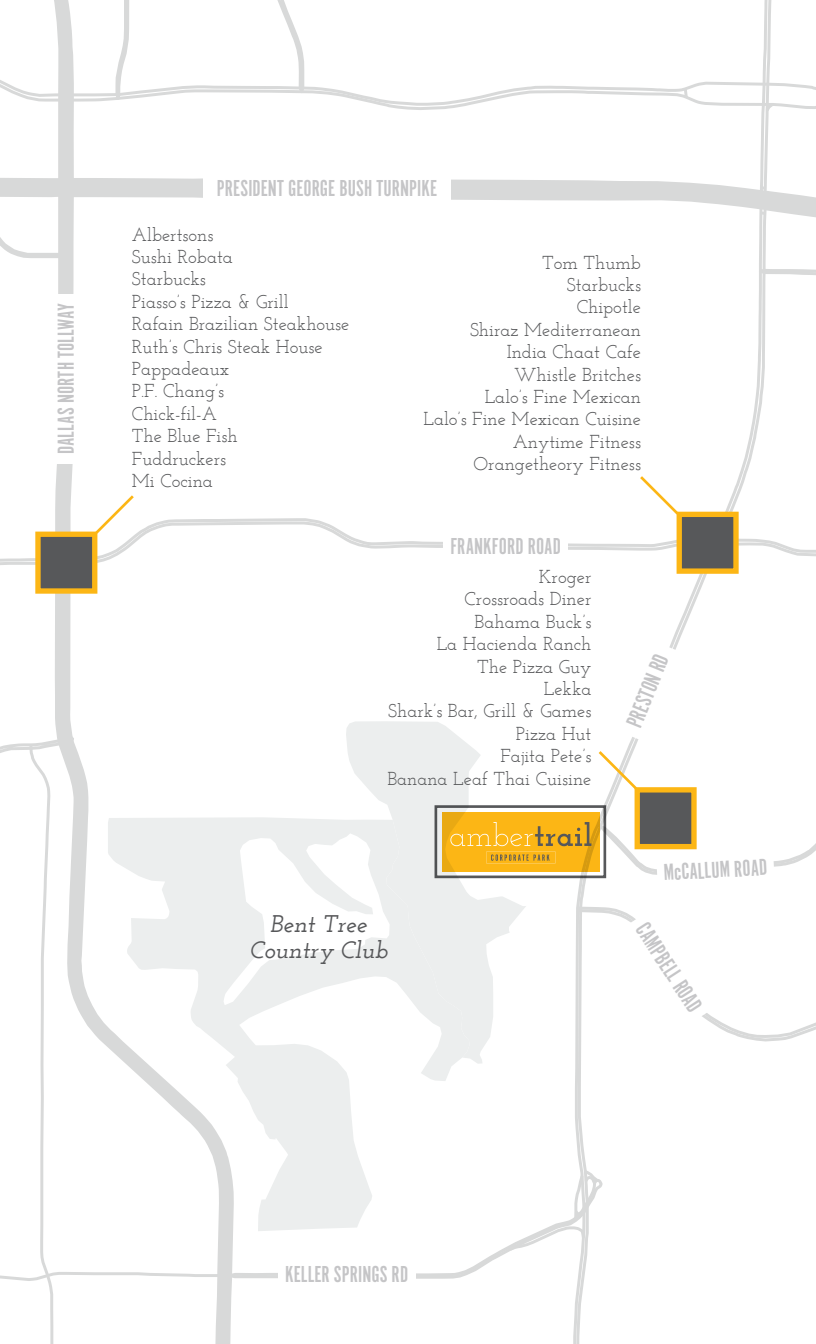 PRESIDENT GEORGE BUSH TURNPIKE
DALLAS NORTH TOLLWAY
Albertsons
Sushi Robata
Starbucks
Piasso's Pizza & Grill
Rafain Brazilian Steakhouse
Ruth's Chris Steak House
Pappadeaux
P.F. Chang's
Chick-fil-A
The Blue Fish
Fuddruckers
Mi Cocina
Tom Thumb
Starbucks
Chipotle
Shiraz Mediterranean
India Chaat Cafe
Whistle Britches
Lalo's Fine Mexican
Lalo's Fine Mexican Cuisine
Anytime Fitness
Orangetheory Fitness
FRANKFORD ROAD
Kroger
Crossroads Diner
Bahama Buck's
La Hacienda Ranch
The Pizza Guy
Lekka
Shark's Bar, Grill & Games
Pizza Hut
Fajita Pete's
Banana Leaf Thai Cuisine
PRESTON RD
ambertrail
CORPORATE PARK
McCALLUM ROAD
CAMPBELL ROAD
Bent Tree
Country Club
KELLER SPRINGS RD